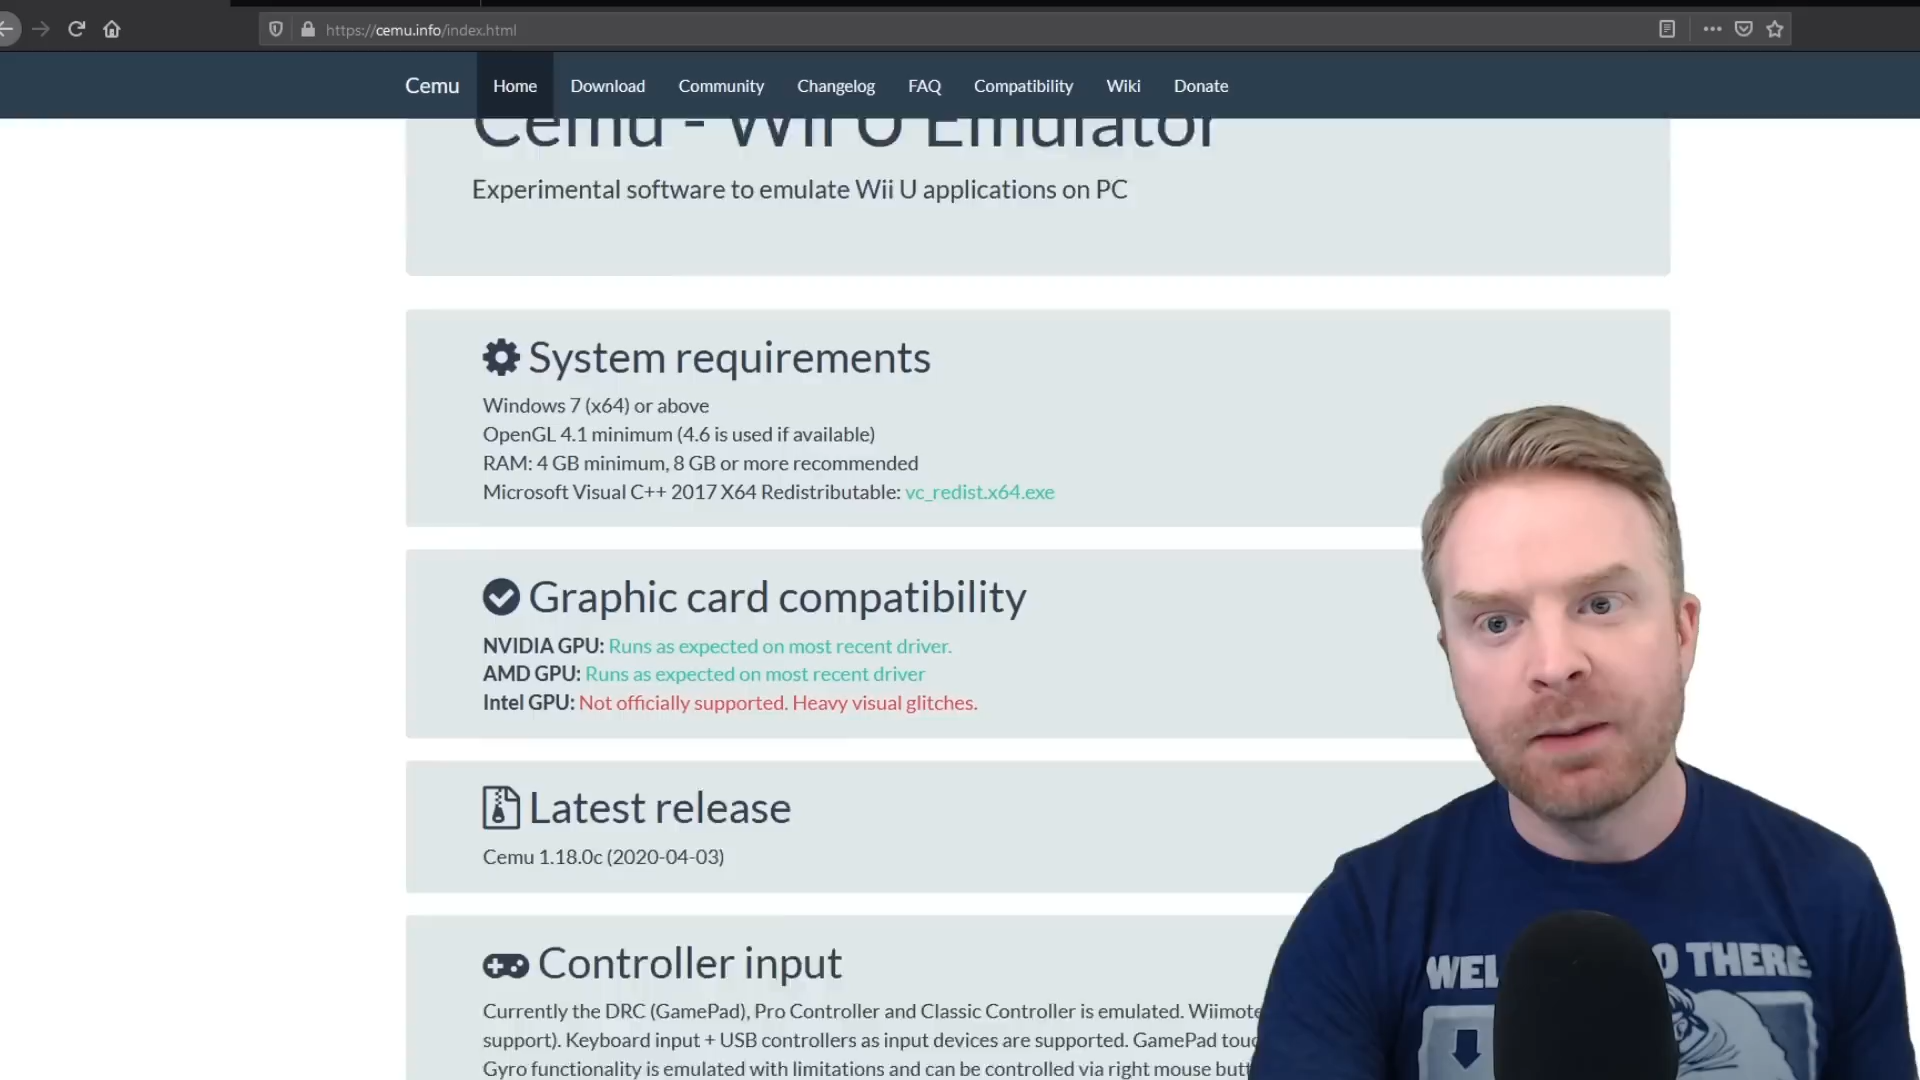 https://cemu.info/index.html
Cemu Home Download Community Changelog FAQ Compatibility Wiki Donate
Cemu - Wii U Emulator
Experimental software to emulate Wii U applications on PC
System requirements
Windows 7 (x64) or above
OpenGL 4.1 minimum (4.6 is used if available)
RAM: 4 GB minimum, 8 GB or more recommended
Microsoft Visual C++ 2017 X64 Redistributable: vc_redist.x64.exe
Graphic card compatibility
NVIDIA GPU: Runs as expected on most recent driver.
AMD GPU: Runs as expected on most recent driver
Intel GPU: Not officially supported. Heavy visual glitches.
Latest release
Cemu 1.18.0c (2020-04-03)
Controller input
Currently the DRC (GamePad), Pro Controller and Classic Controller is emulated. Wiimote
support). Keyboard input + USB controllers as input devices are supported. GamePad
Gyro functionality is emulated with limitations and can be controlled via right mouse
THERE